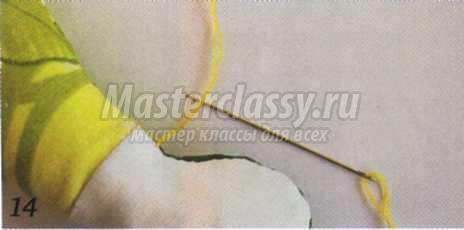 Masterclassy.ru
Мастер классы для всех
14